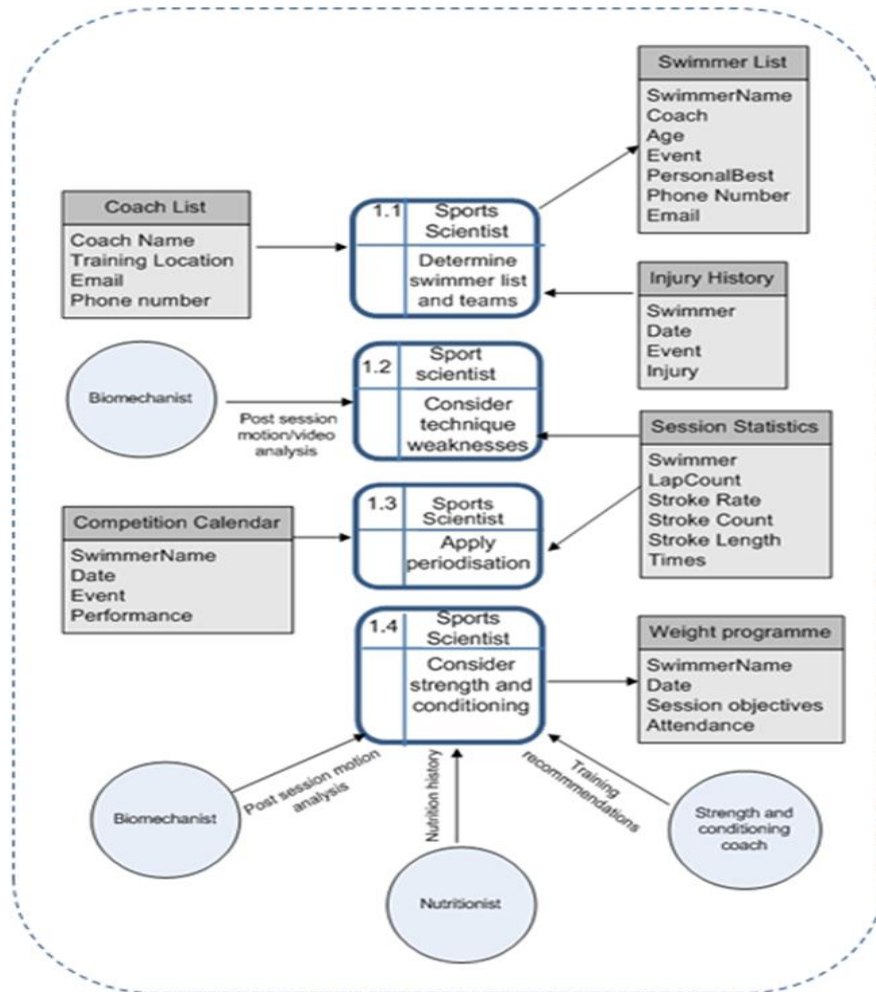 Swimmer List
SwimmerName
Coach
Age
Event
PersonalBest
Phone Number
Email
Coach List
Coach Name
Training Location
Email
Phone number
1.1
Sports
Scientist
Determine
swimmer list
and teams
Injury History
Swimmer
Date
Event
Injury
Biomechanist
Post session
motion/video
analysis
1.2
Sport
scientist
Consider
technique
weaknesses
Session Statistics
Swimmer
LapCount
Stroke Rate
Stroke Count
Stroke Length
Times
Competition Calendar
SwimmerName
Date
Event
Performance
1.3
Sports
Scientist
Apply
periodisation
1.4
Sports
Scientist
Consider
strength and
conditioning
Weight programme
SwimmerName
Date
Session objectives
Attendance
Biomechanist
Post session motion
analysis
Nutrition history
Nutritionist
Training
recommmendations
Strength and
conditioning
coach